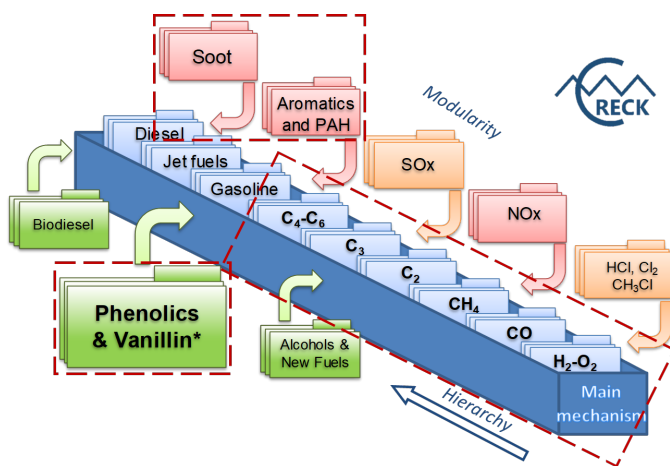 Soot
CRECK
Aromatics
and PAH
Modularity
Diesel
Jet fuels
SOx
Gasoline
Biodiesel
C₄-C₆
NOx
C₃
HCl, Cl₂
CH₃Cl
C₂
Phenolics
& Vanillin*
CH₄
CO
Alcohols &
New Fuels
H₂-O₂
Hierarchy
Main
mechanism